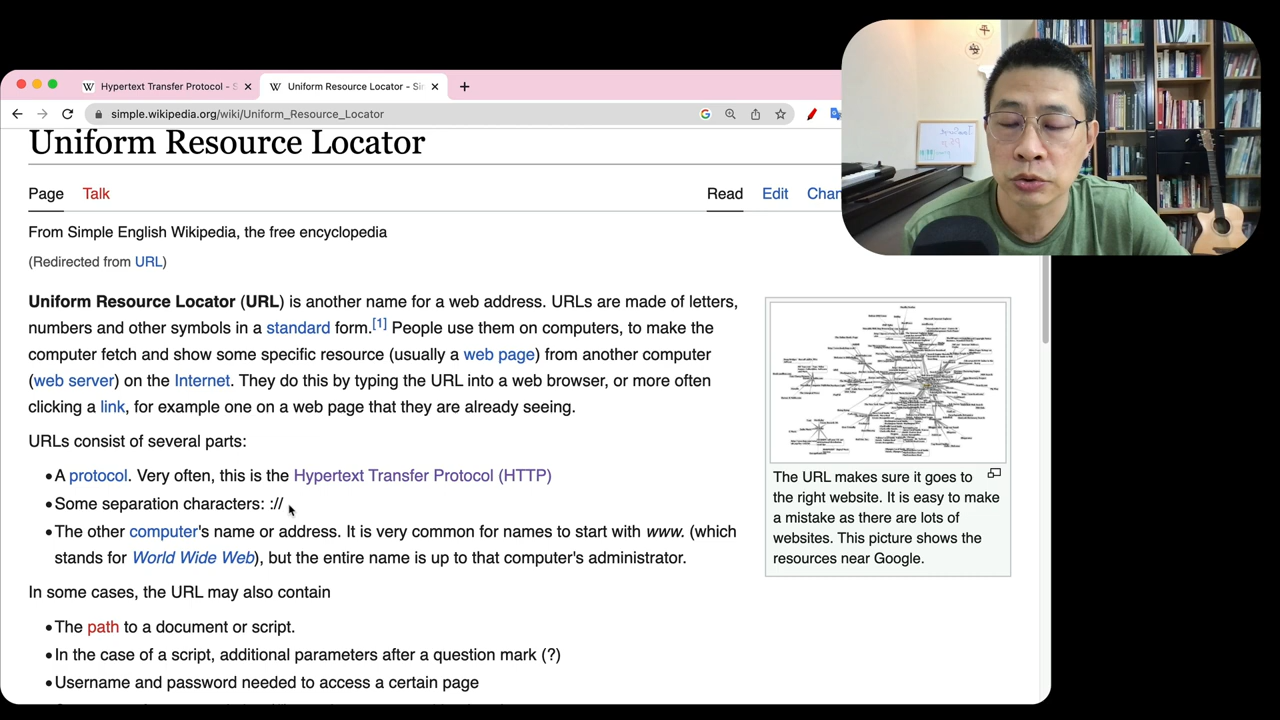 Hypertext Transfer Protocol - S
Uniform Resource Locator - Si
simple.wikipedia.org/wiki/Uniform_Resource_Locator
Uniform Resource Locator
Page Talk Read Edit Chan
From Simple English Wikipedia, the free encyclopedia
(Redirected from URL)
Uniform Resource Locator (URL) is another name for a web address. URLs are made of letters,
numbers and other symbols in a standard form.[1] People use them on computers, to make the
computer fetch and show some specific resource (usually a web page) from another computer
(web server) on the Internet. They do this by typing the URL into a web browser, or more often
clicking a link, for example one on a web page that they are already seeing.
URLs consist of several parts:
• A protocol. Very often, this is the Hypertext Transfer Protocol (HTTP)
• Some separation characters: ://
• The other computer's name or address. It is very common for names to start with www. (which
stands for World Wide Web), but the entire name is up to that computer's administrator.
In some cases, the URL may also contain
• The path to a document or script.
• In the case of a script, additional parameters after a question mark (?)
• Username and password needed to access a certain page
The URL makes sure it goes to
the right website. It is easy to make
a mistake as there are lots of
websites. This picture shows the
resources near Google.